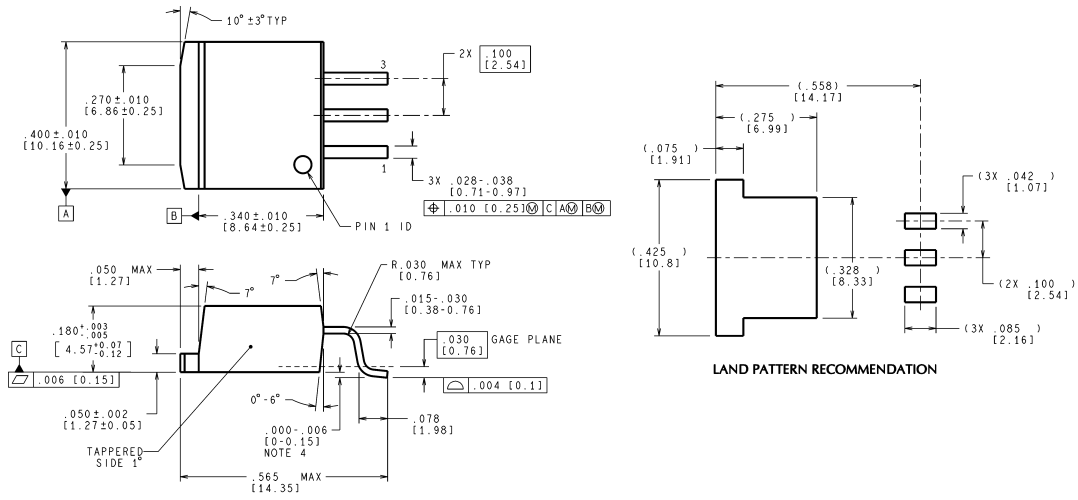 10° ±3° TYP
3
2X .100
[2.54]
.270±.010
[6.86±0.25]
.400±.010
[10.16±0.25]
1
3X .028-.038
[0.71-0.97]
⌖ .010 [0.25]Ⓜ C AⓂ BⓂ
A
B
.340±.010
[8.64±0.25]
PIN 1 ID
.050 MAX
[1.27]
7°
7°
R.030 MAX TYP
[0.76]
.015-.030
[0.38-0.76]
.180+.003
-.005
[4.57+0.07
-0.12]
.030
[0.76]
GAGE PLANE
C
⏥ .006 [0.15]
⌓ .004 [0.1]
0°-6°
.050±.002
[1.27±0.05]
.000-.006
[0-0.15]
NOTE 4
.078
[1.98]
TAPPERED
SIDE 1°
.565 MAX
[14.35]
(.558)
[14.17]
(.275)
[6.99]
(.075)
[1.91]
(3X .042)
[1.07]
(.425)
[10.8]
(.328)
[8.33]
(2X .100)
[2.54]
(3X .085)
[2.16]
LAND PATTERN RECOMMENDATION